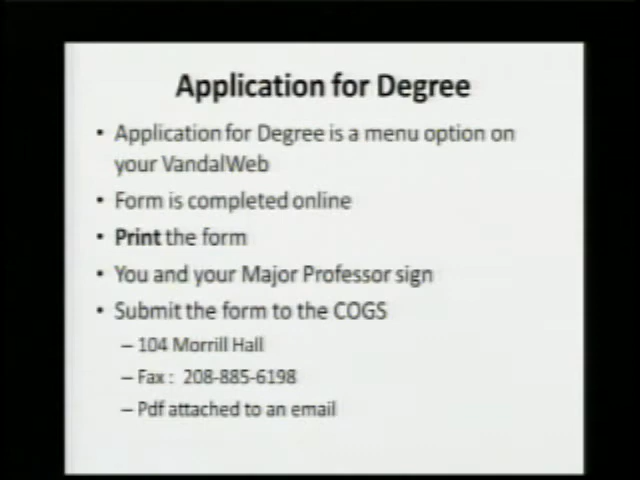 Application for Degree
• Application for Degree is a menu option on
your VandalWeb
• Form is completed online
• Print the form
• You and your Major Professor sign
• Submit the form to the COGS
– 104 Morrill Hall
– Fax : 208-885-6198
– Pdf attached to an email